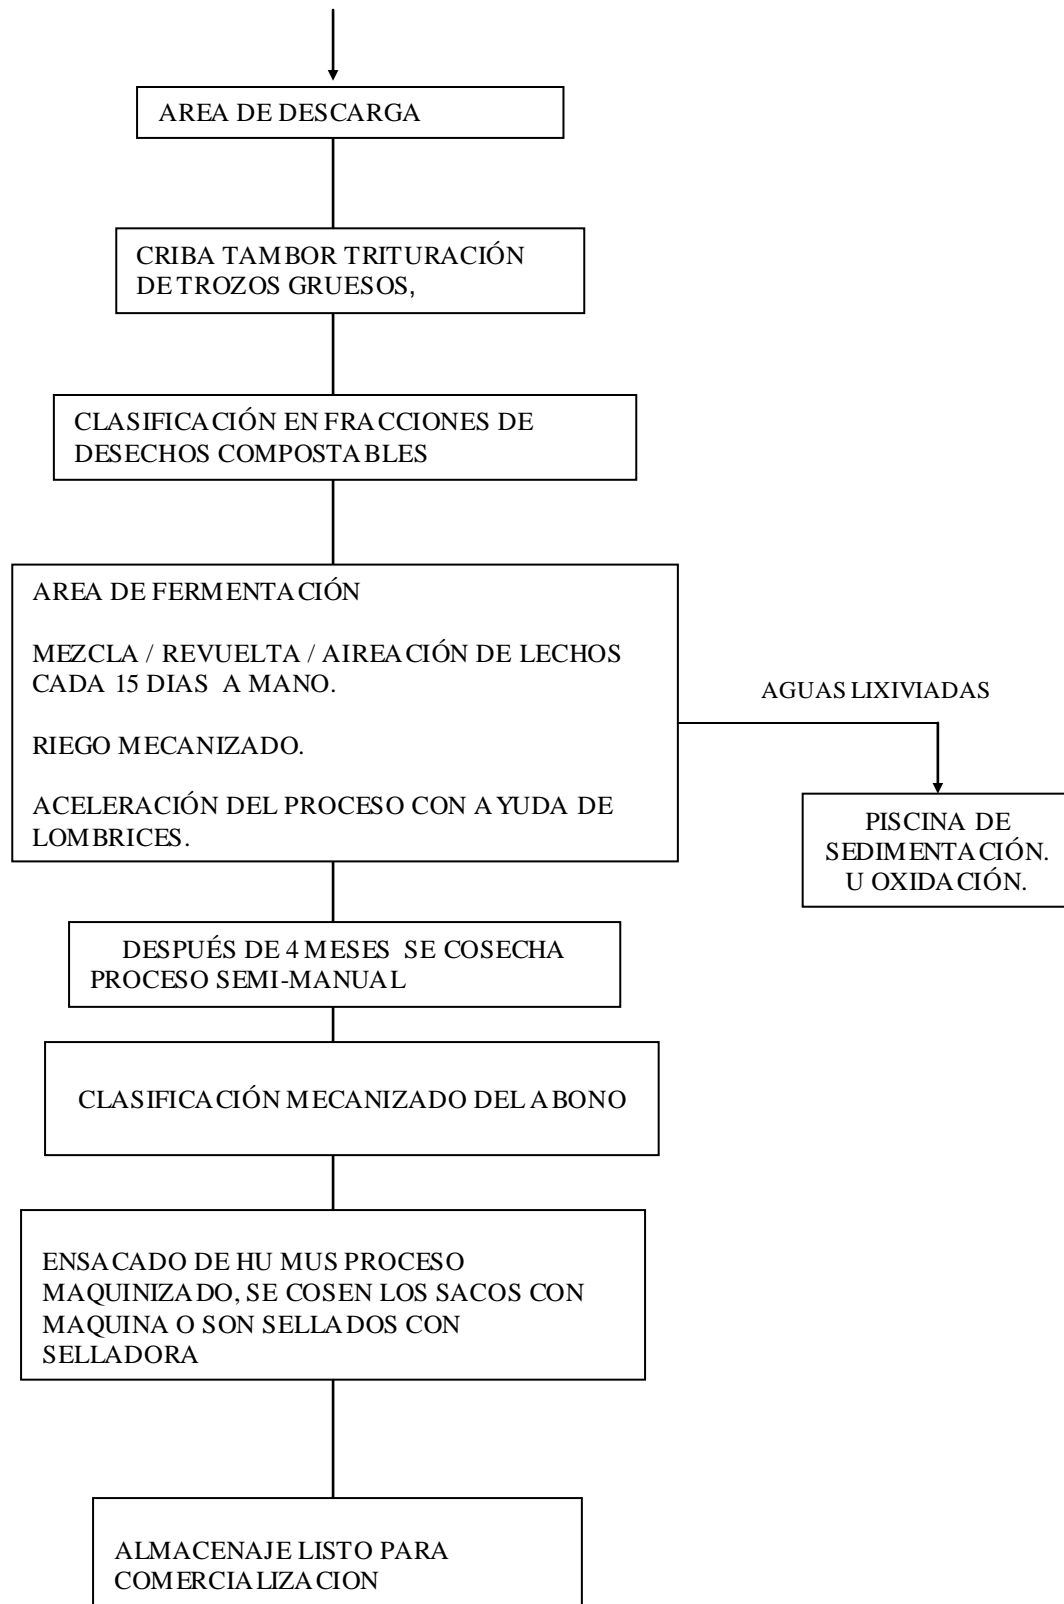 AREA DE DESCARGA
CRIBA TAMBOR TRITURACIÓN
DE TROZOS GRUESOS,
CLASIFICACIÓN EN FRACCIONES DE
DESECHOS COMPOSTABLES
AREA DE FERMENTACIÓN
MEZCLA / REVUELTA / AIREACIÓN DE LECHOS
CADA 15 DIAS A MANO.
RIEGO MECANIZADO.
ACELERACIÓN DEL PROCESO CON AYUDA DE
LOMBRICES.
AGUAS LIXIVIADAS
PISCINA DE
SEDIMENTACIÓN.
U OXIDACIÓN.
DESPUÉS DE 4 MESES SE COSECHA
PROCESO SEMI-MANUAL
CLASIFICACIÓN MECANIZADO DEL ABONO
ENSACADO DE HU MUS PROCESO
MAQUINIZADO, SE COSEN LOS SACOS CON
MAQUINA O SON SELLADOS CON
SELLADORA
ALMACENAJE LISTO PARA
COMERCIALIZACION